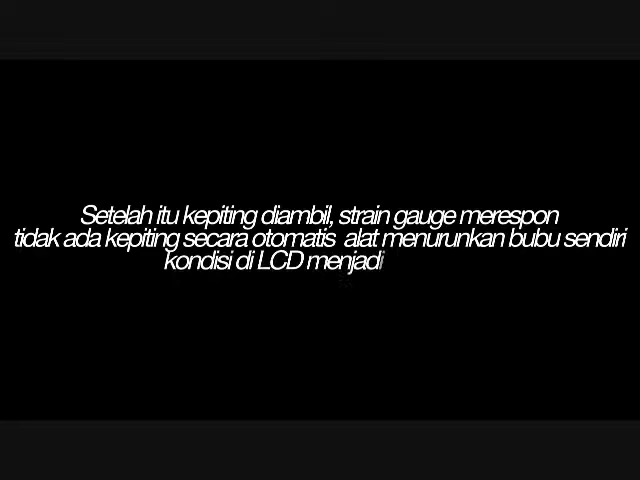 Setelah itu kepiting diambil, strain gauge merespon
tidak ada kepiting secara otomatis alat menurunkan bubu sendiri
kondisi di LCD menjadi